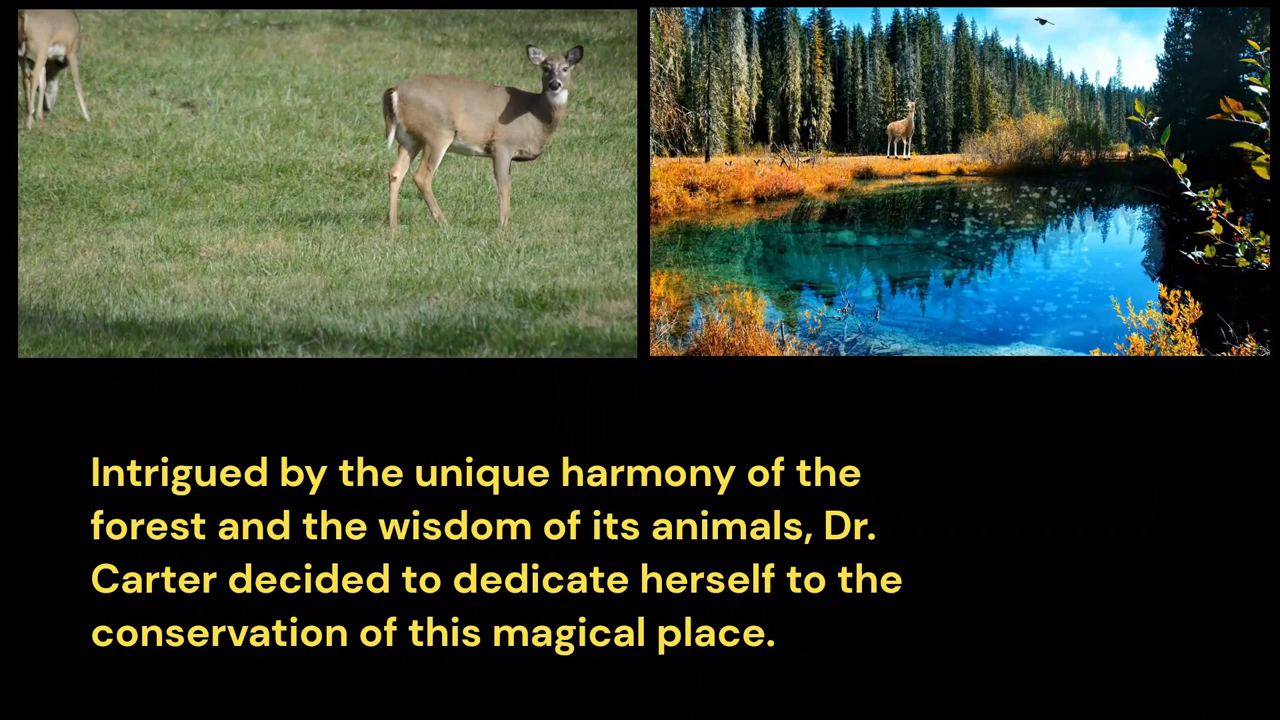 Intrigued by the unique harmony of the
forest and the wisdom of its animals, Dr.
Carter decided to dedicate herself to the
conservation of this magical place.